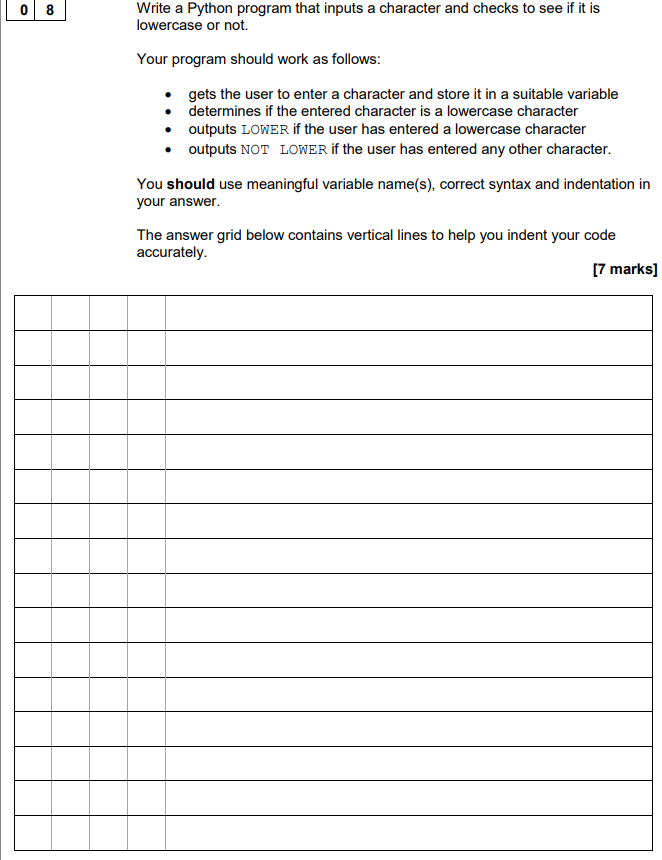 0 8
Write a Python program that inputs a character and checks to see if it is
lowercase or not.
Your program should work as follows:
• gets the user to enter a character and store it in a suitable variable
• determines if the entered character is a lowercase character
• outputs LOWER if the user has entered a lowercase character
• outputs NOT LOWER if the user has entered any other character.
You should use meaningful variable name(s), correct syntax and indentation in
your answer.
The answer grid below contains vertical lines to help you indent your code
accurately.
[7 marks]